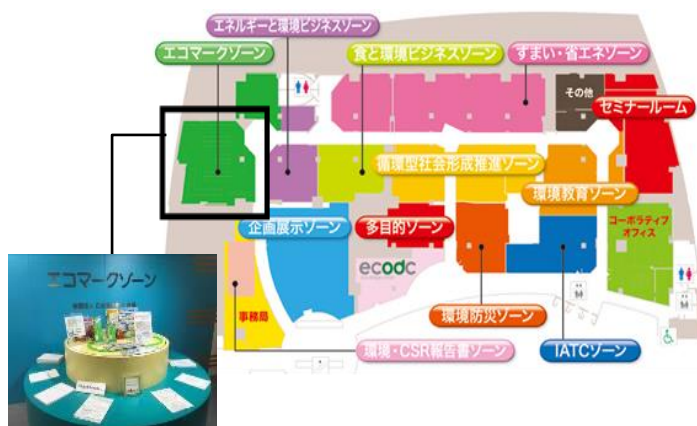 エネルギーと環境ビジネスゾーン
エコマークゾーン
食と環境ビジネスゾーン
すまい・省エネゾーン
その他
セミナールーム
循環型社会形成推進ゾーン
環境教育ゾーン
企画展示ゾーン
多目的ゾーン
コーポラティブ
オフィス
ecodc
事務局
環境防災ゾーン
環境・CSR報告書ゾーン
IATCゾーン
エコマークゾーン